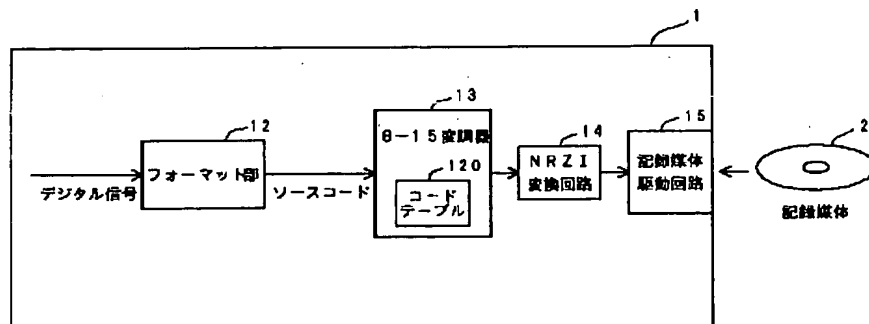 1
12
フォーマット部
デジタル信号
ソースコード
13
8-15変調器
120
コード
テーブル
14
NRZI
変換回路
15
記録媒体
駆動回路
2
記録媒体